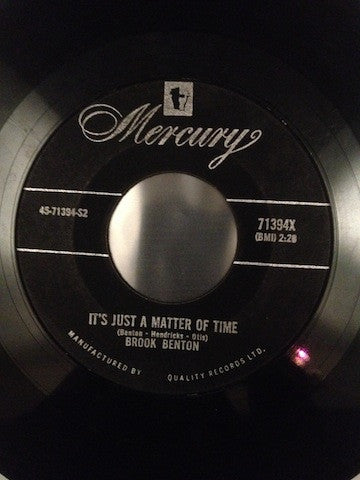 Mercury
45-71394-S2
71394X
(BMI) 2:26
IT'S JUST A MATTER OF TIME
(Benton - Hendricks - Otis)
BROOK BENTON
MANUFACTURED BY QUALITY RECORDS LTD.